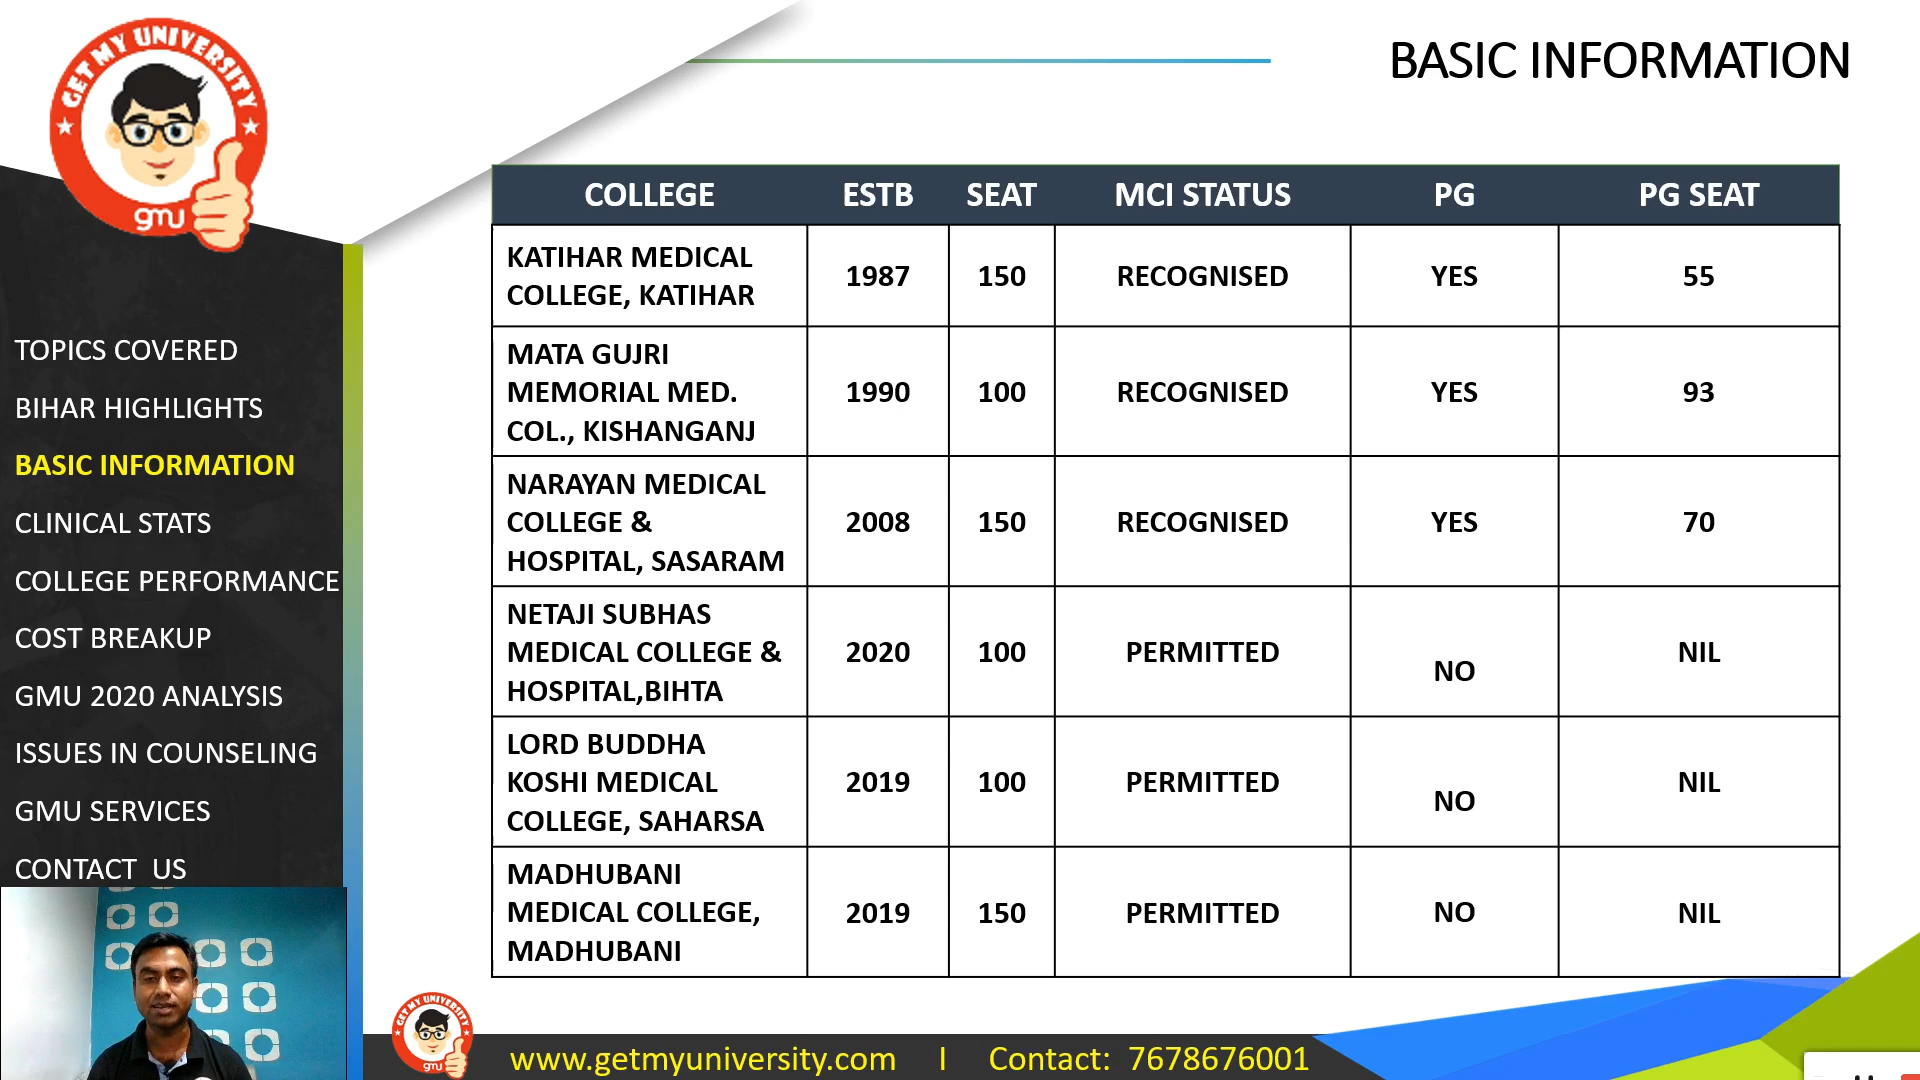 GET MY UNIVERSITY
gmu
BASIC INFORMATION
TOPICS COVERED
BIHAR HIGHLIGHTS
BASIC INFORMATION
CLINICAL STATS
COLLEGE PERFORMANCE
COST BREAKUP
GMU 2020 ANALYSIS
ISSUES IN COUNSELING
GMU SERVICES
CONTACT US
COLLEGE ESTB SEAT MCI STATUS PG PG SEAT
KATIHAR MEDICAL
COLLEGE, KATIHAR
1987 150 RECOGNISED YES 55
MATA GUJRI
MEMORIAL MED.
COL., KISHANGANJ
1990 100 RECOGNISED YES 93
NARAYAN MEDICAL
COLLEGE &
HOSPITAL, SASARAM
2008 150 RECOGNISED YES 70
NETAJI SUBHAS
MEDICAL COLLEGE &
HOSPITAL,BIHTA
2020 100 PERMITTED NO NIL
LORD BUDDHA
KOSHI MEDICAL
COLLEGE, SAHARSA
2019 100 PERMITTED NO NIL
MADHUBANI
MEDICAL COLLEGE,
MADHUBANI
2019 150 PERMITTED NO NIL
GET MY UNIVERSITY
gmu
www.getmyuniversity.com I Contact: 7678676001